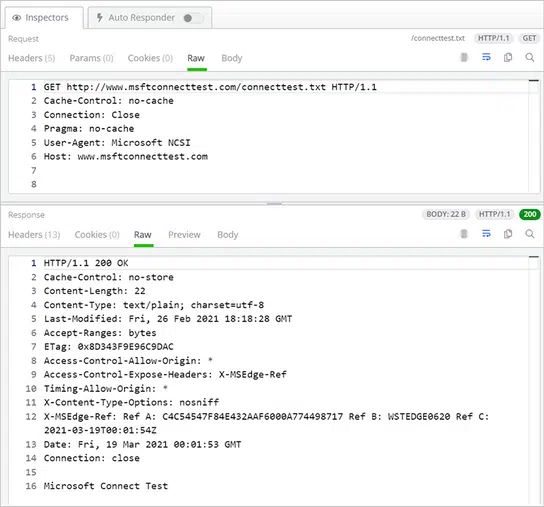 Inspectors
Auto Responder
Request
/connecttest.txt HTTP/1.1 GET
Headers (5) Params (0) Cookies (0) Raw Body
1 GET http://www.msftconnecttest.com/connecttest.txt HTTP/1.1
2 Cache-Control: no-cache
3 Connection: Close
4 Pragma: no-cache
5 User-Agent: Microsoft NCSI
6 Host: www.msftconnecttest.com
7
8
Response
BODY: 22 B HTTP/1.1 200
Headers (13) Cookies (0) Raw Preview Body
1 HTTP/1.1 200 OK
2 Cache-Control: no-store
3 Content-Length: 22
4 Content-Type: text/plain; charset=utf-8
5 Last-Modified: Fri, 26 Feb 2021 18:18:28 GMT
6 Accept-Ranges: bytes
7 ETag: 0x8D343F9E96C9DAC
8 Access-Control-Allow-Origin: *
9 Access-Control-Expose-Headers: X-MSEdge-Ref
10 Timing-Allow-Origin: *
11 X-Content-Type-Options: nosniff
12 X-MSEdge-Ref: Ref A: C4C54547F84E432AAF6000A774498717 Ref B: WSTEDGE0620 Ref C:
2021-03-19T00:01:54Z
13 Date: Fri, 19 Mar 2021 00:01:53 GMT
14 Connection: close
15
16 Microsoft Connect Test